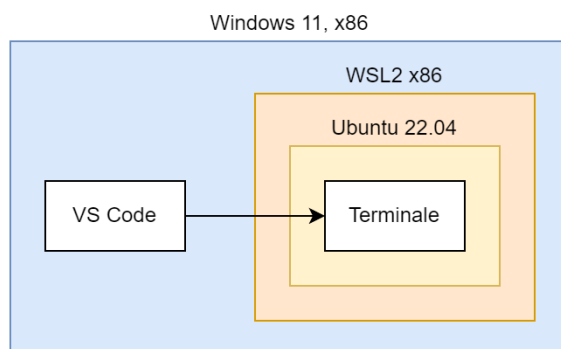 Windows 11, x86
WSL2 x86
Ubuntu 22.04
VS Code
Terminale